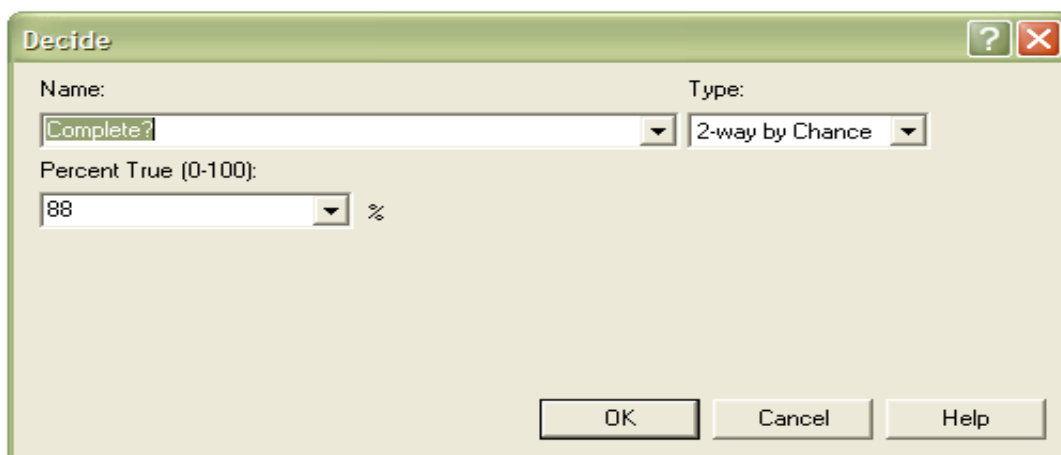 Decide
Name: Type:
Complete? 2-way by Chance
Percent True (0-100):
88 %
OK Cancel Help